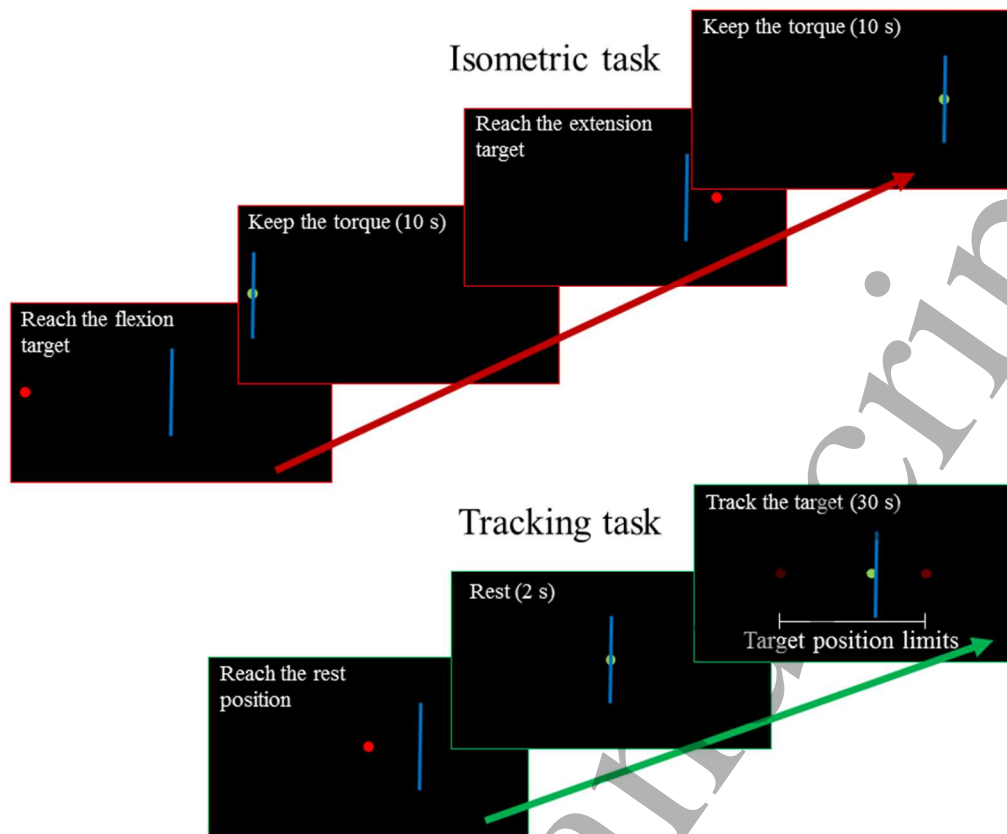 Isometric task
Reach the flexion
target
Keep the torque (10 s)
Reach the extension
target
Keep the torque (10 s)
Tracking task
Reach the rest
position
Rest (2 s)
Track the target (30 s)
Target position limits